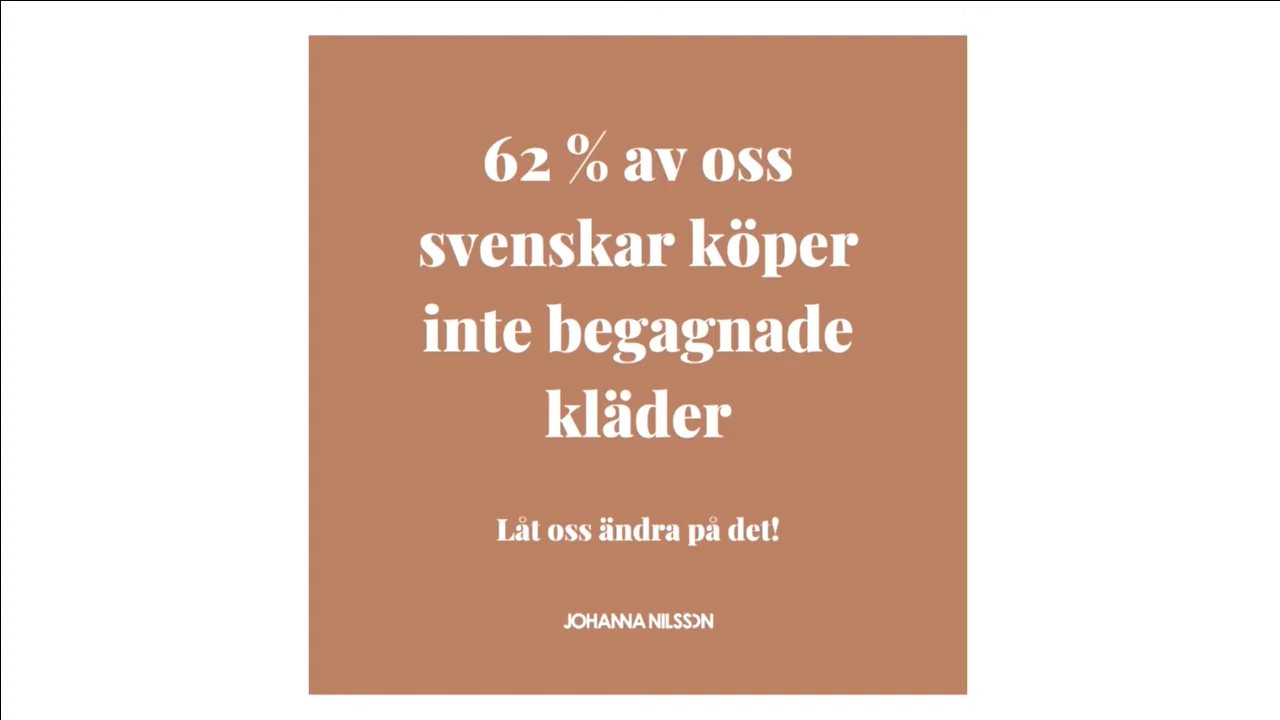 62 % av oss
svenskar köper
inte begagnade
kläder
Låt oss ändra på det!
JOHANNA NILSSON